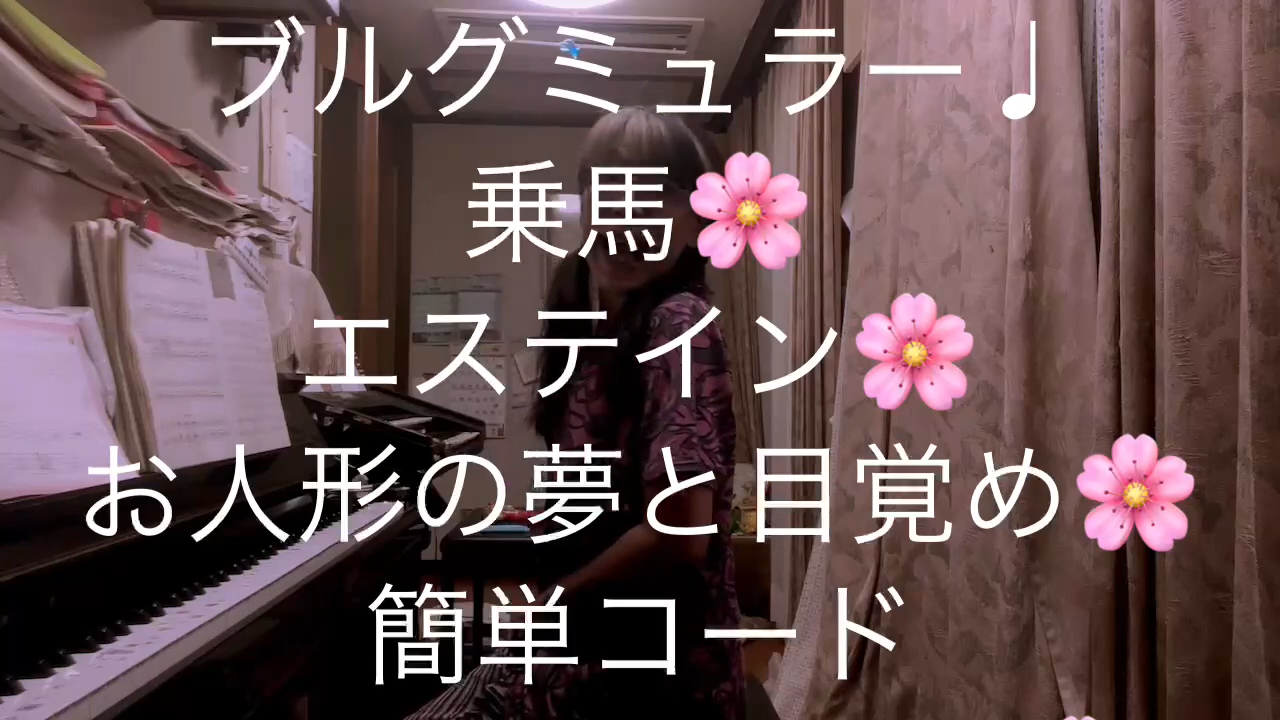 ブルグミュラー♩
乗馬🌸
エステイン🌸
お人形の夢と目覚め🌸
簡単コード